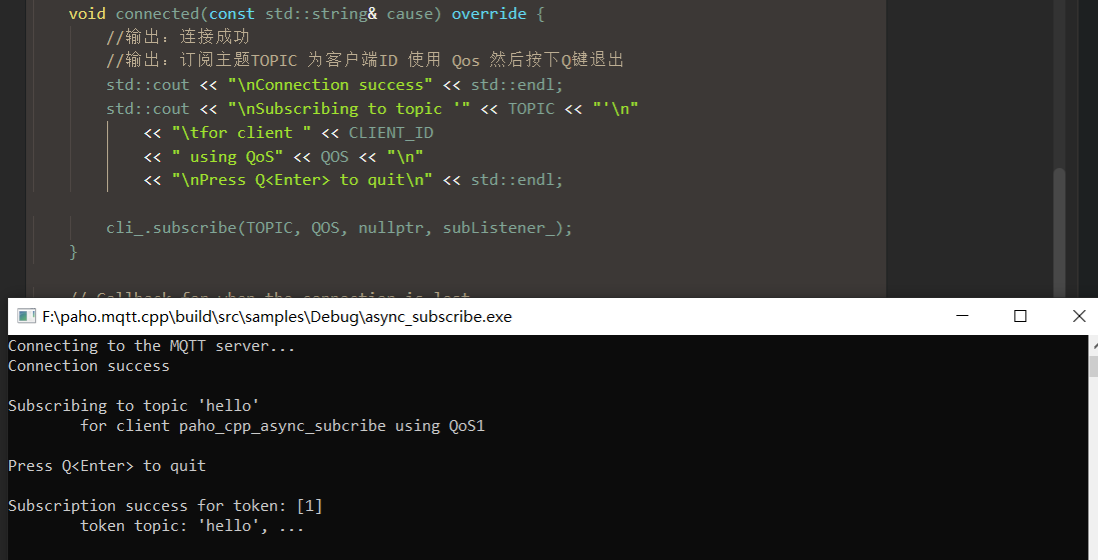 void connected(const std::string& cause) override {
//输出：连接成功
//输出：订阅主题TOPIC 为客户端ID 使用 Qos 然后按下Q键退出
std::cout << "\nConnection success" << std::endl;
std::cout << "\nSubscribing to topic '" << TOPIC << "'\n"
<< "\tfor client " << CLIENT_ID
<< " using QoS" << QOS << "\n"
<< "\nPress Q<Enter> to quit\n" << std::endl;
cli_.subscribe(TOPIC, QOS, nullptr, subListener_);
}
// Callback for when the connection is lost
F:\paho.mqtt.cpp\build\src\samples\Debug\async_subscribe.exe
Connecting to the MQTT server...
Connection success
Subscribing to topic 'hello'
for client paho_cpp_async_subcribe using QoS1
Press Q<Enter> to quit
Subscription success for token: [1]
token topic: 'hello', ...